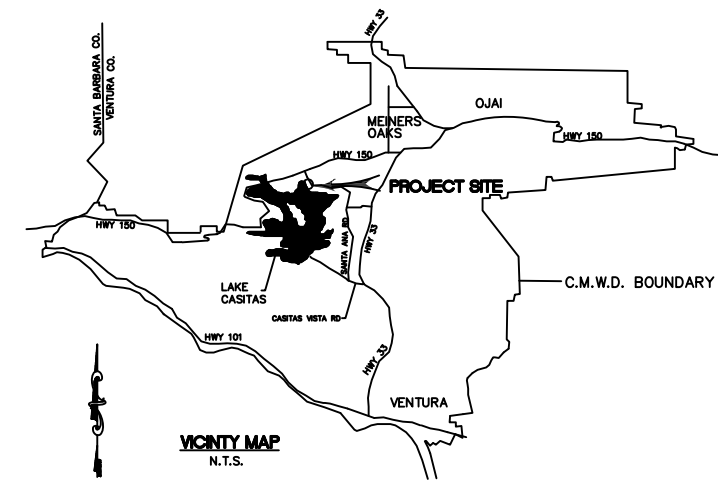 HWY 33
SANTA BARBARA CO.
VENTURA CO.
OJAI
MEINERS
OAKS
HWY 150
HWY 150
PROJECT SITE
HWY 150
SANTA ANA RD
HWY 33
LAKE
CASITAS
C.M.W.D. BOUNDARY
CASITAS VISTA RD
HWY 101
HWY 33
VENTURA
VICINTY MAP
N.T.S.